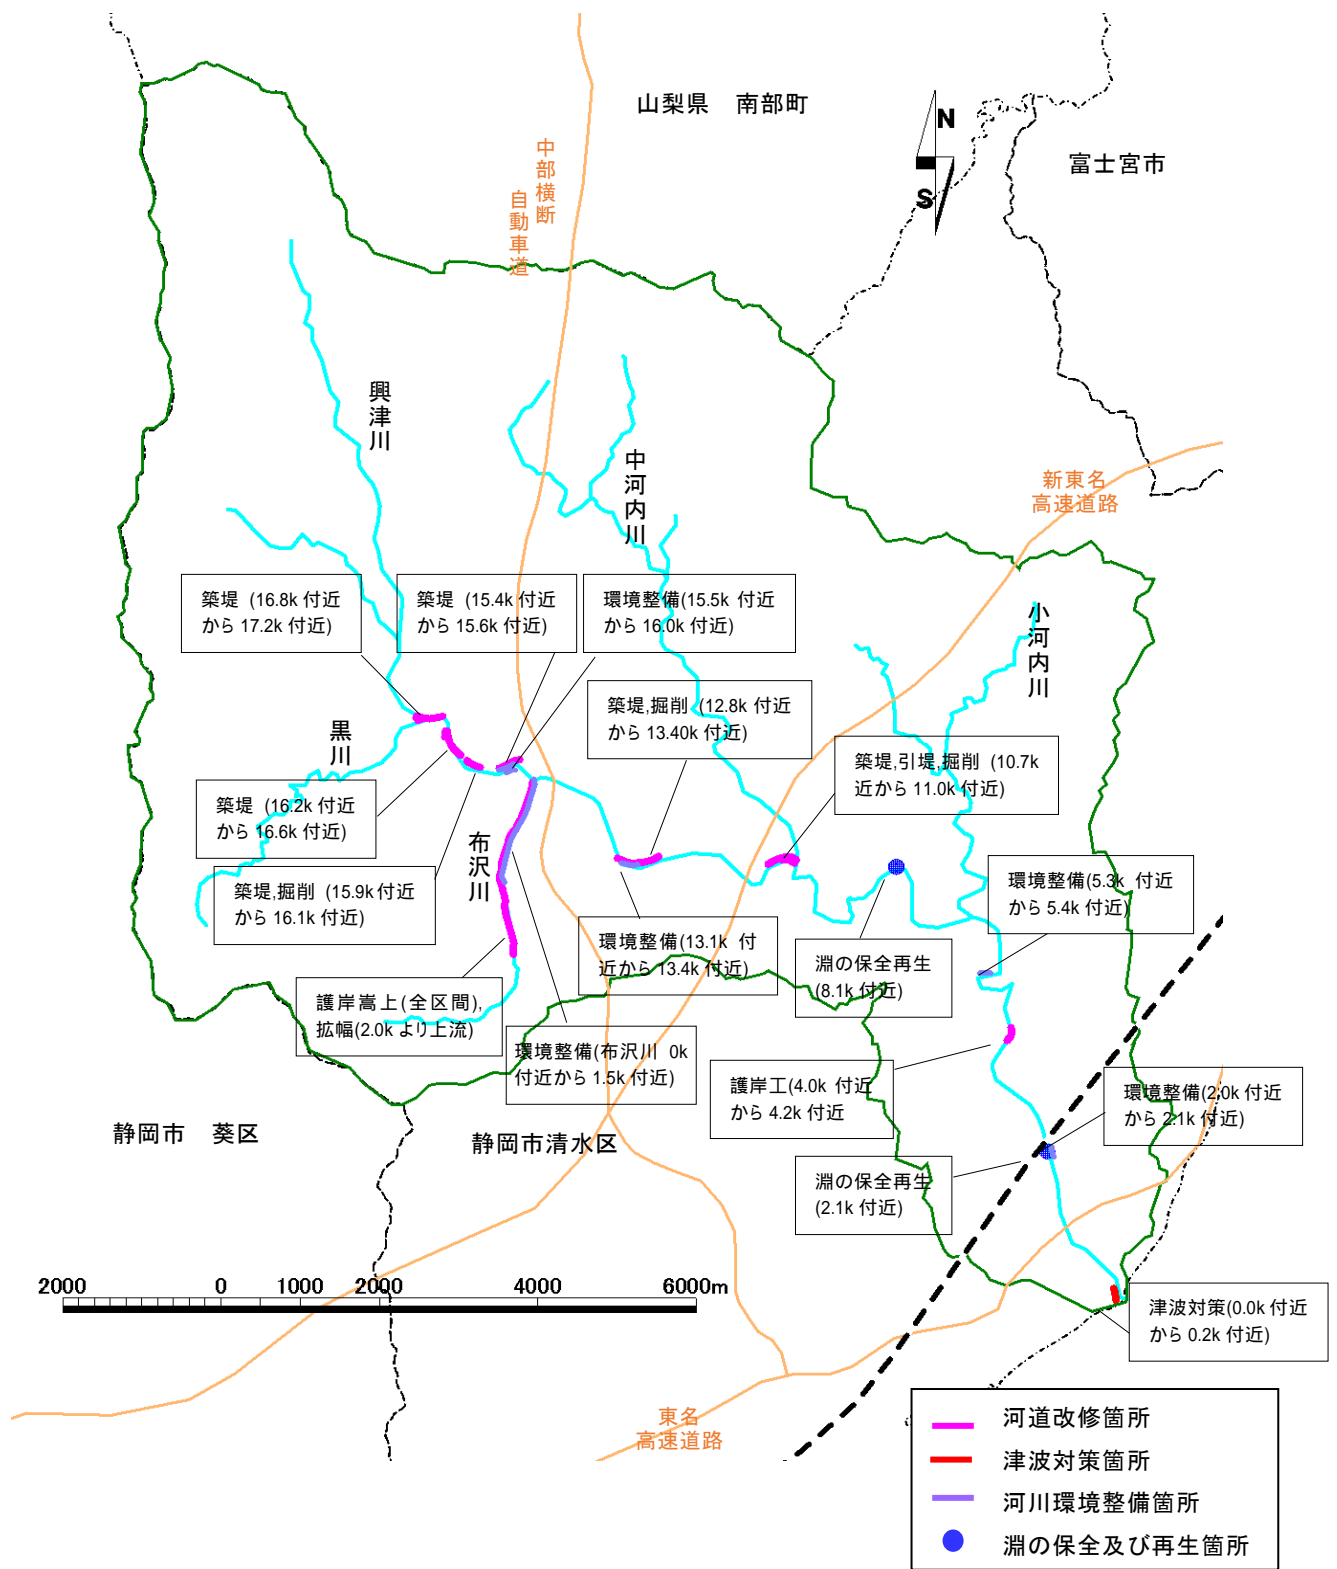 山梨県 南部町
N
S
富士宮市
中部横断
自動車道
興津川
中河内川
新東名
高速道路
小河内川
築堤 (16.8k 付近
から 17.2k 付近)
築堤 (15.4k 付近
から 15.6k 付近)
環境整備(15.5k 付近
から 16.0k 付近)
築堤,掘削 (12.8k 付近
から 13.40k 付近)
築堤,引堤,掘削 (10.7k
近から 11.0k 付近)
黒川
築堤 (16.2k 付近
から 16.6k 付近)
布沢川
築堤,掘削 (15.9k 付近
から 16.1k 付近)
環境整備(5.3k 付近
から 5.4k 付近)
環境整備(13.1k 付
近から 13.4k 付近)
淵の保全再生
(8.1k 付近)
護岸嵩上(全区間),
拡幅(2.0k より上流)
環境整備(布沢川 0k
付近から 1.5k 付近)
護岸工(4.0k 付近
から 4.2k 付近
環境整備(2.0k 付近
から 2.1k 付近)
静岡市 葵区
静岡市清水区
淵の保全再生
(2.1k 付近)
2000 0 1000 2000 4000 6000m
津波対策(0.0k 付近
から 0.2k 付近)
東名
高速道路
河道改修箇所
津波対策箇所
河川環境整備箇所
淵の保全及び再生箇所